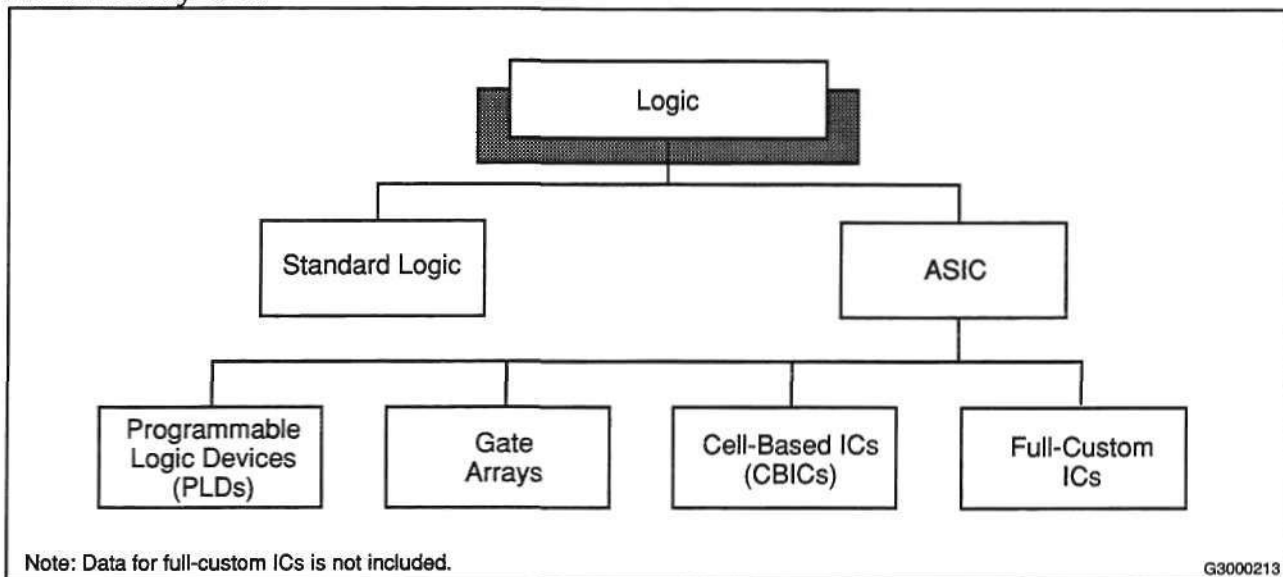 Logic
Standard Logic
ASIC
Programmable
Logic Devices
(PLDs)
Gate
Arrays
Cell-Based ICs
(CBICs)
Full-Custom
ICs
Note: Data for full-custom ICs is not included.
G3000213